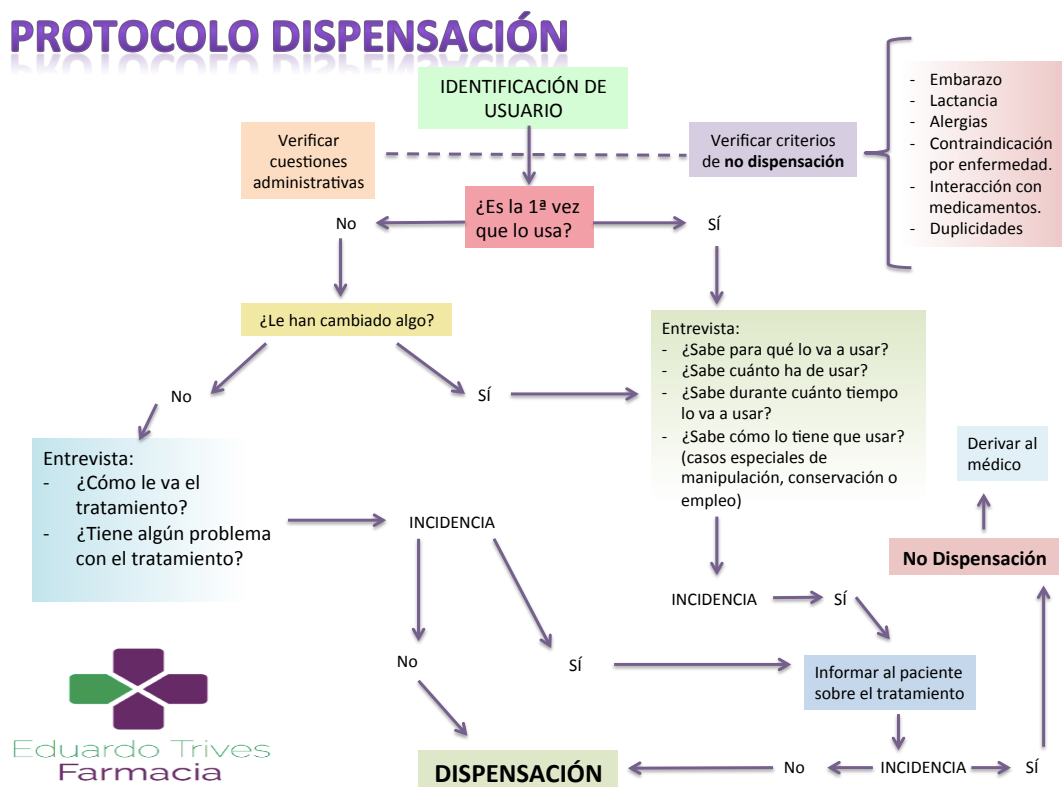 PROTOCOLO DISPENSACIÓN
IDENTIFICACIÓN DE
USUARIO
Verificar
cuestiones
administrativas
Verificar criterios
de no dispensación
- Embarazo
- Lactancia
- Alergias
- Contraindicación
por enfermedad.
- Interacción con
medicamentos.
- Duplicidades
¿Es la 1ª vez
que lo usa?
No
SÍ
¿Le han cambiado algo?
No
SÍ
Entrevista:
- ¿Sabe para qué lo va a usar?
- ¿Sabe cuánto ha de usar?
- ¿Sabe durante cuánto tiempo
lo va a usar?
- ¿Sabe cómo lo tiene que usar?
(casos especiales de
manipulación, conservación o
empleo)
Entrevista:
- ¿Cómo le va el
tratamiento?
- ¿Tiene algún problema
con el tratamiento?
INCIDENCIA
Derivar al
médico
No Dispensación
INCIDENCIA
SÍ
No
SÍ
Informar al paciente
sobre el tratamiento
Eduardo Trives
Farmacia
DISPENSACIÓN
No
INCIDENCIA
SÍ